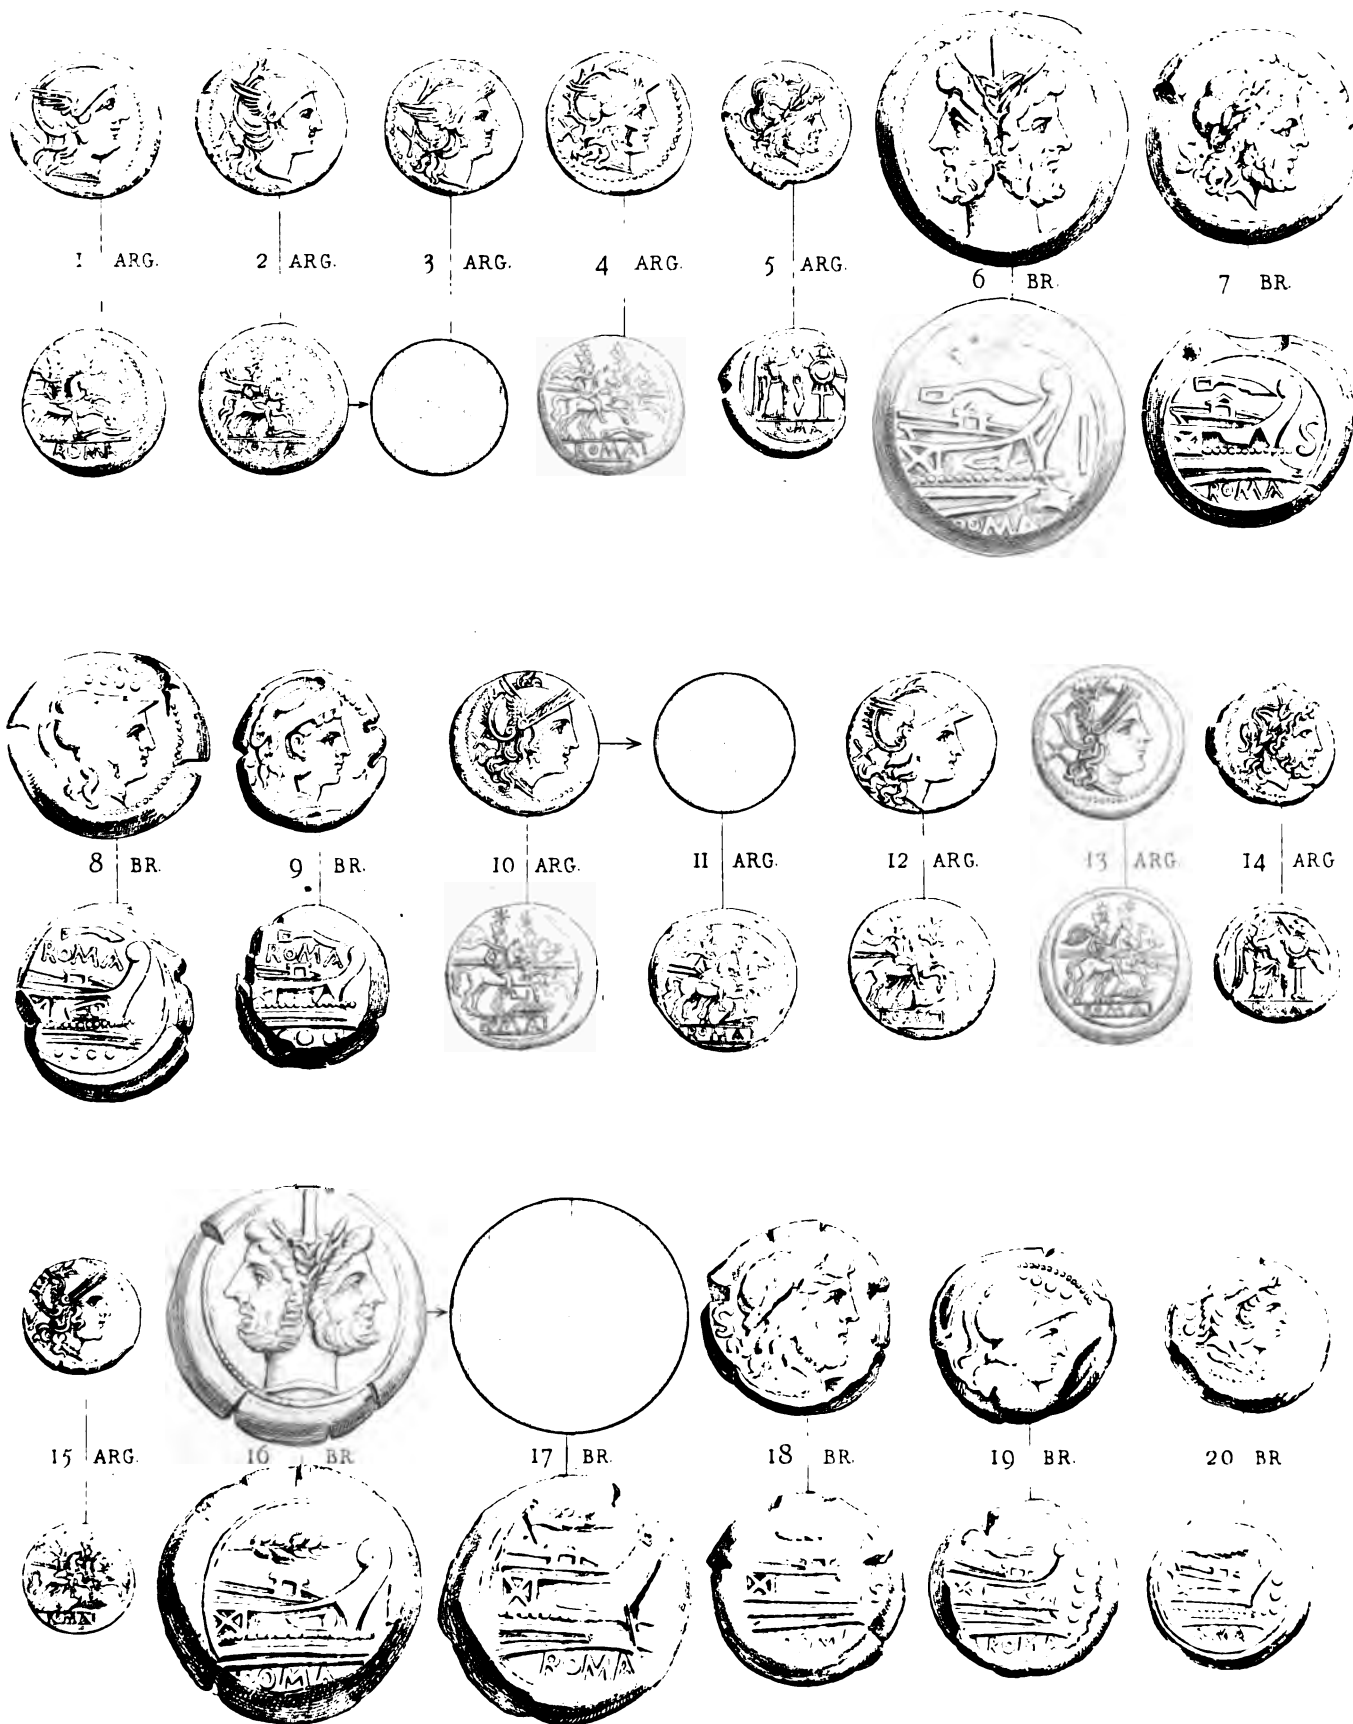 1 ARG. 2 ARG. 3 ARG. 4 ARG. 5 ARG. 6 BR. 7 BR.
ROMA ROMA ROMA ROMA ROMA S ROMA
8 BR. 9 BR. 10 ARG. 11 ARG. 12 ARG. 13 ARG. 14 ARG
ROMA ROMA ROMA ROMA
S
15 ARG. 16 BR 17 BR. 18 BR. 19 BR. 20 BR
ROMA ROMA ROMA